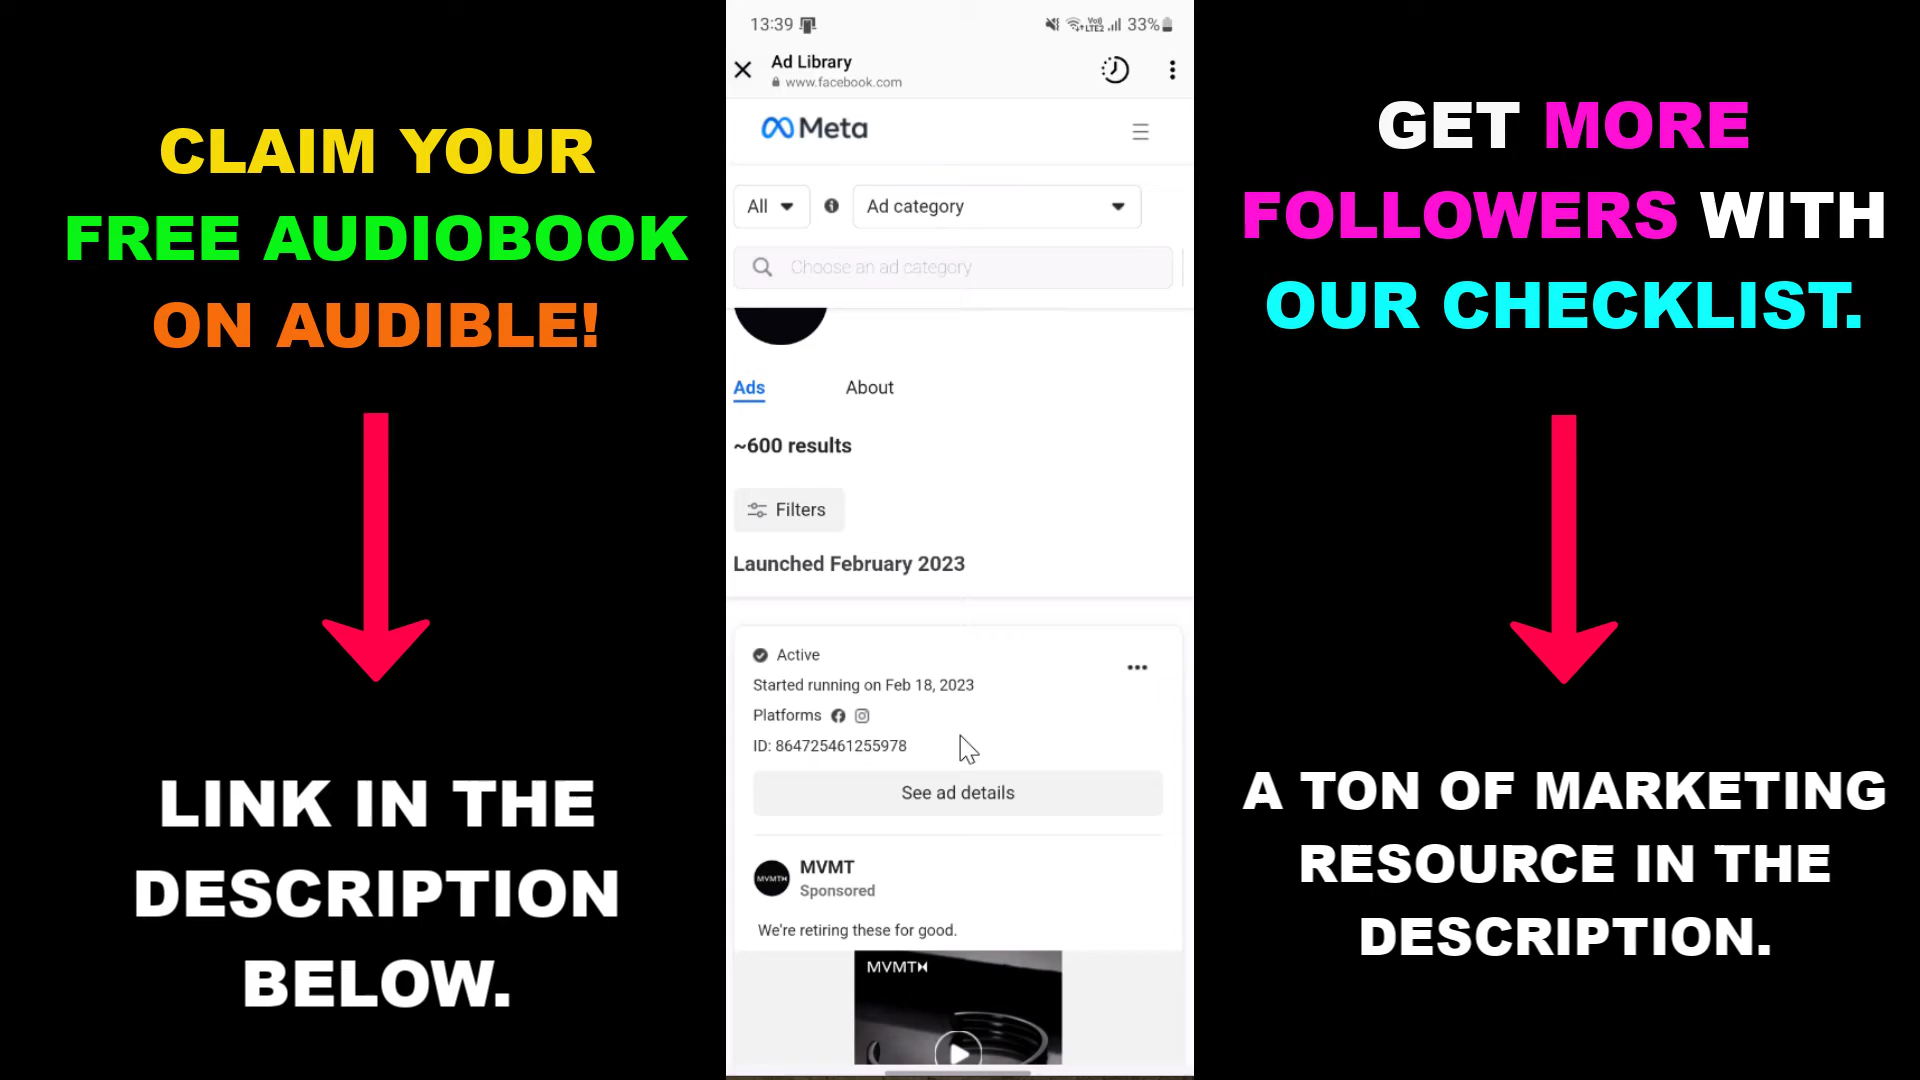 CLAIM YOUR
FREE AUDIOBOOK
ON AUDIBLE!
LINK IN THE
DESCRIPTION
BELOW.
13:39
33%
Ad Library
www.facebook.com
Meta
All
Ad category
Choose an ad category
Ads
About
~600 results
Filters
Launched February 2023
Active
Started running on Feb 18, 2023
Platforms
ID: 864725461255978
See ad details
MVMT
MVMT
Sponsored
We're retiring these for good.
MVMT
GET MORE
FOLLOWERS WITH
OUR CHECKLIST.
A TON OF MARKETING
RESOURCE IN THE
DESCRIPTION.